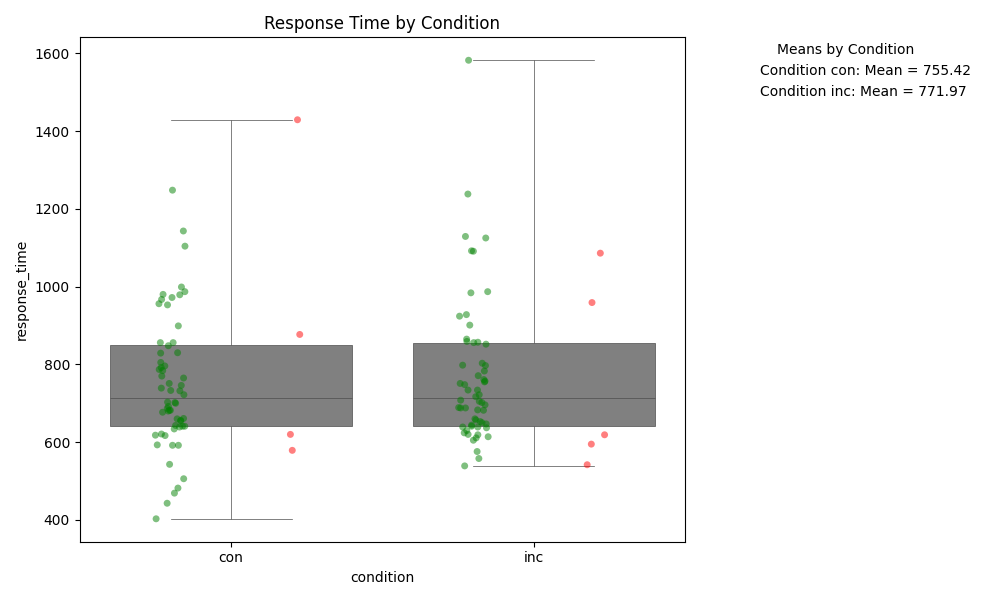 Response Time by Condition
Means by Condition
Condition con: Mean = 755.42
Condition inc: Mean = 771.97
response_time
1600
1400
1200
1000
800
600
400
con inc
condition